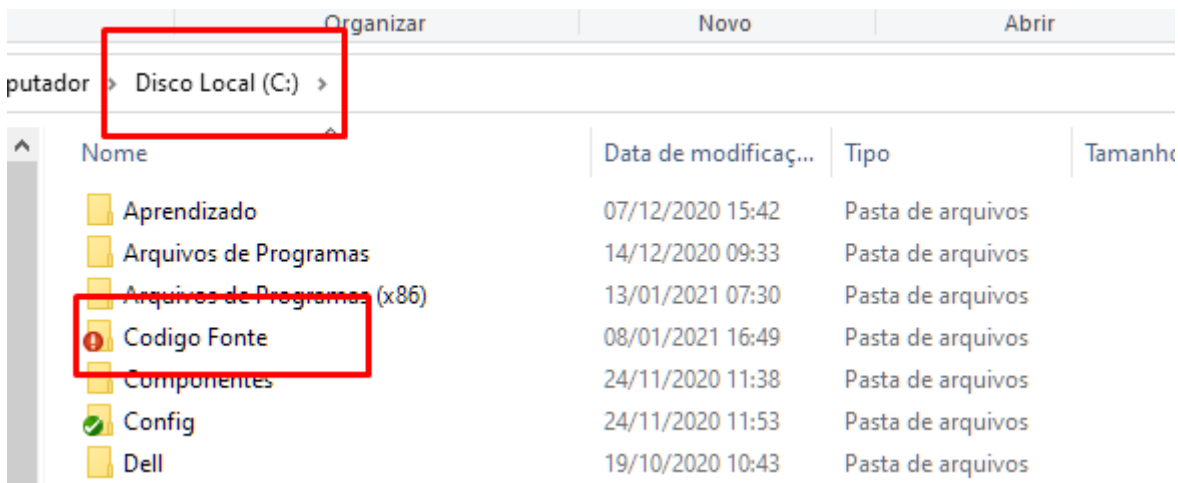 Organizar Novo Abrir
putador > Disco Local (C:) >
Nome Data de modificaç... Tipo Tamanho
Aprendizado 07/12/2020 15:42 Pasta de arquivos
Arquivos de Programas 14/12/2020 09:33 Pasta de arquivos
Arquivos de Programas (x86) 13/01/2021 07:30 Pasta de arquivos
Codigo Fonte 08/01/2021 16:49 Pasta de arquivos
Componentes 24/11/2020 11:38 Pasta de arquivos
Config 24/11/2020 11:53 Pasta de arquivos
Dell 19/10/2020 10:43 Pasta de arquivos